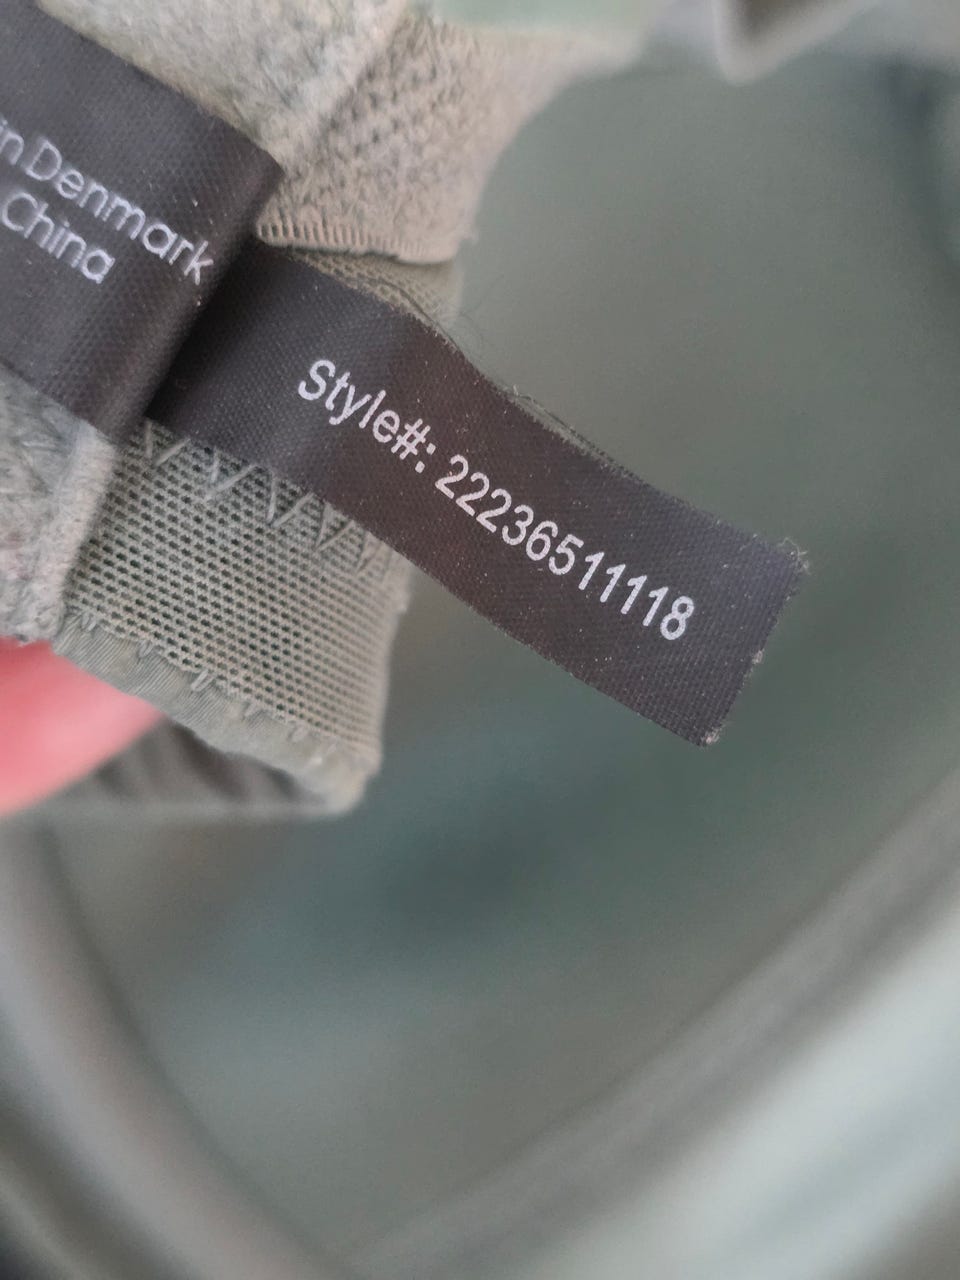 in Denmark
China
Style#: 22236511118